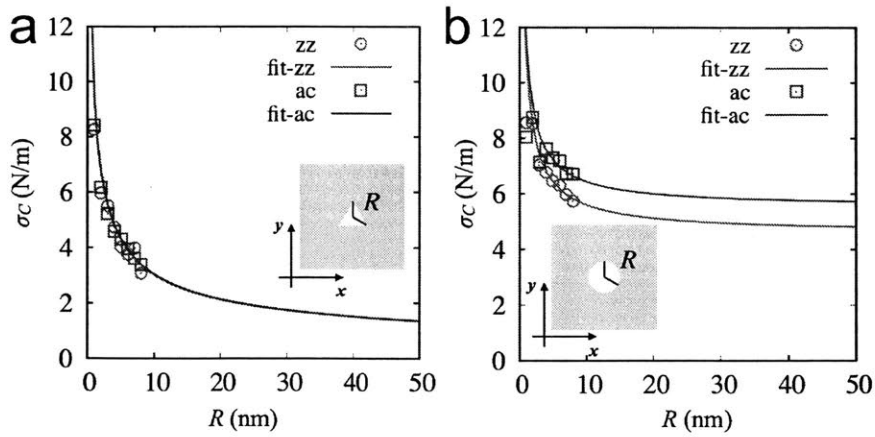 a
12
10
8
6
4
2
0
σC (N/m)
zz
fit-zz
ac
fit-ac
R
y
x
0 10 20 30 40 50
R (nm)
b
12
10
8
6
4
2
0
σC (N/m)
zz
fit-zz
ac
fit-ac
R
y
x
0 10 20 30 40 50
R (nm)